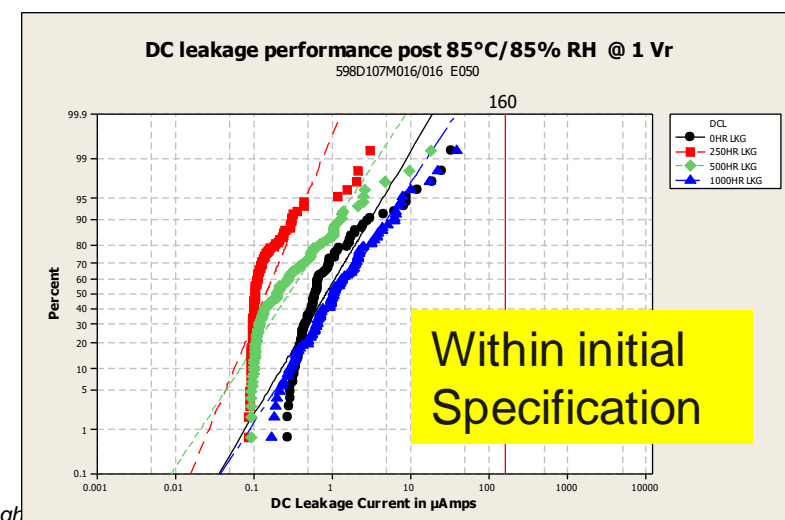 DC leakage performance post 85°C/85% RH @ 1 Vr
598D107M016/016 E050
160
99.9
99
95
90
80
70
60
50
40
30
20
10
5
1
0.1
Percent
0.001
0.01
0.1
1
10
100
1000
10000
DC Leakage Current in µAmps
DCL
0HR LKG
250HR LKG
500HR LKG
1000HR LKG
Within initial
Specification